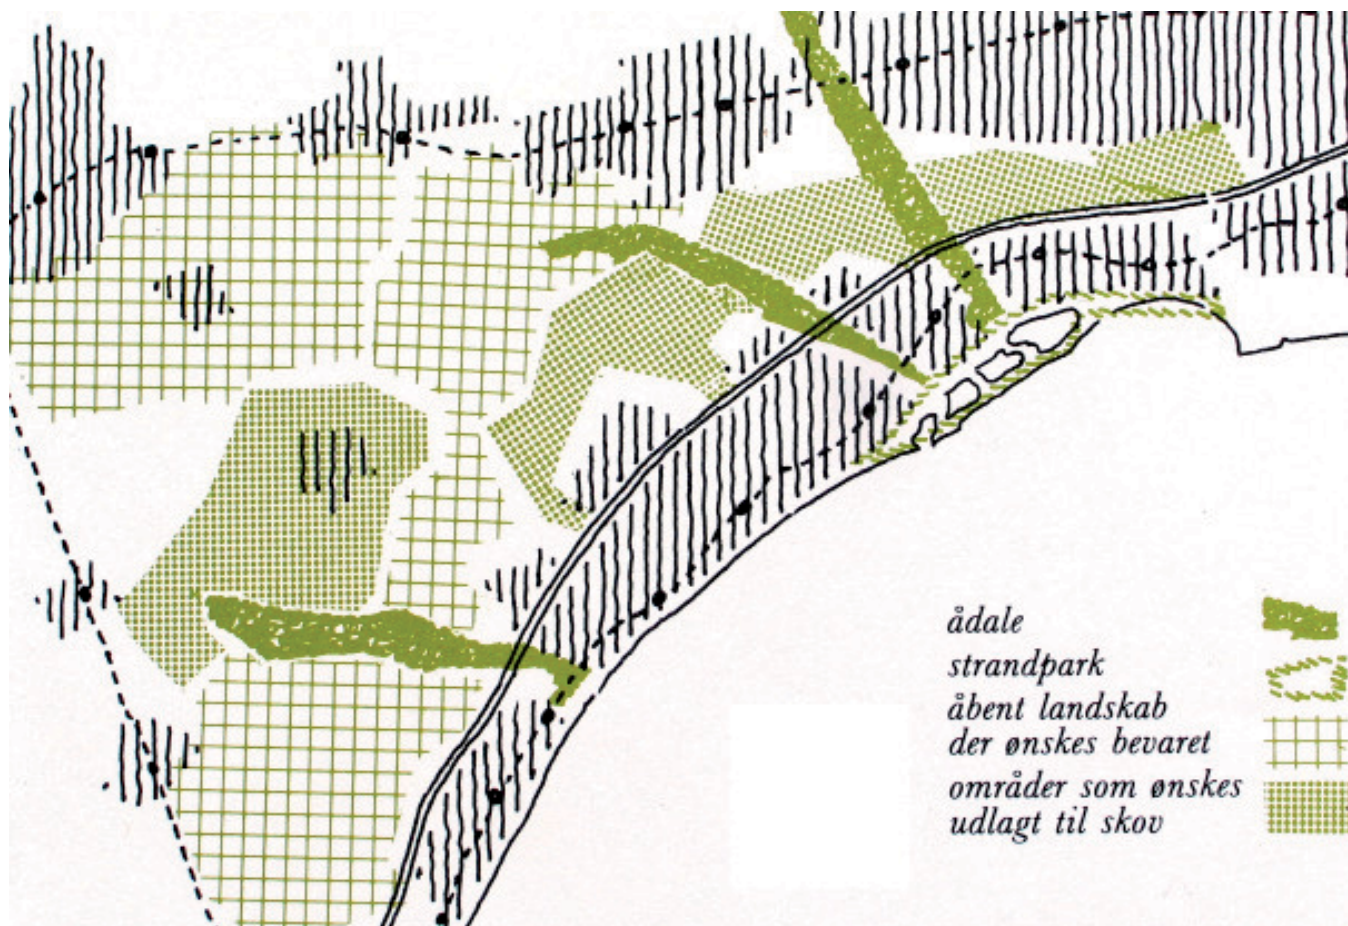 ådale
strandpark
åbent landskab
der ønskes bevaret
områder som ønskes
udlagt til skov